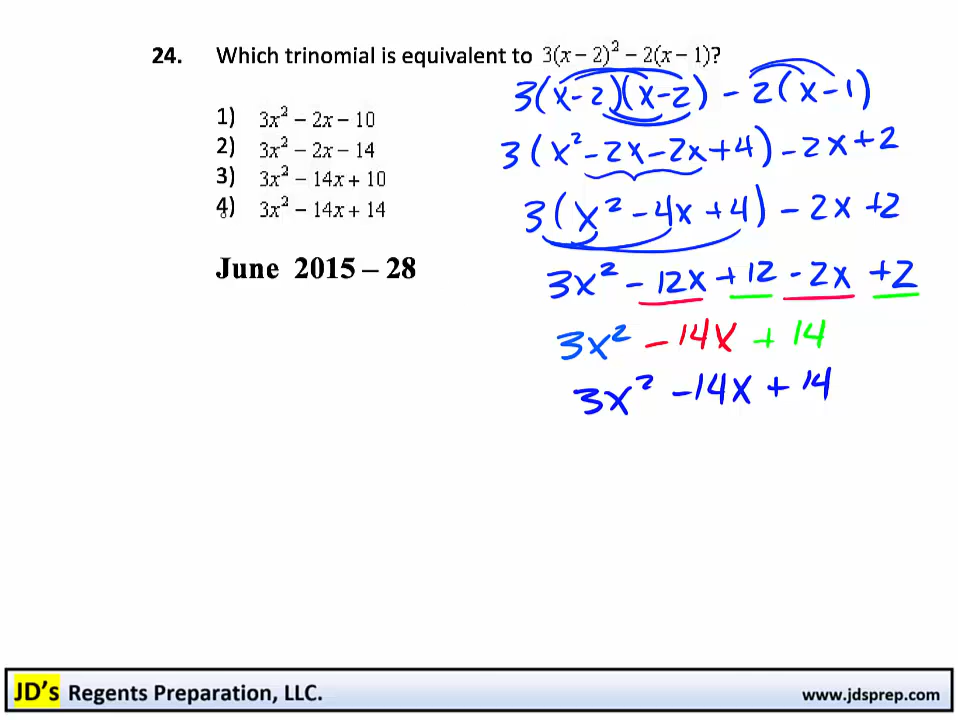 24. Which trinomial is equivalent to 3(x − 2)² − 2(x − 1)?
3(x-2)(x-2) - 2(x-1)
1) 3x² − 2x − 10
2) 3x² − 2x − 14
3) 3x² − 14x + 10
4) 3x² − 14x + 14
3(x² -2x -2x +4) -2x +2
3(x² -4x +4) - 2x +2
June 2015 – 28
3x² - 12x + 12 - 2x +2
3x² - 14x + 14
3x² -14x + 14
JD's Regents Preparation, LLC.
www.jdsprep.com